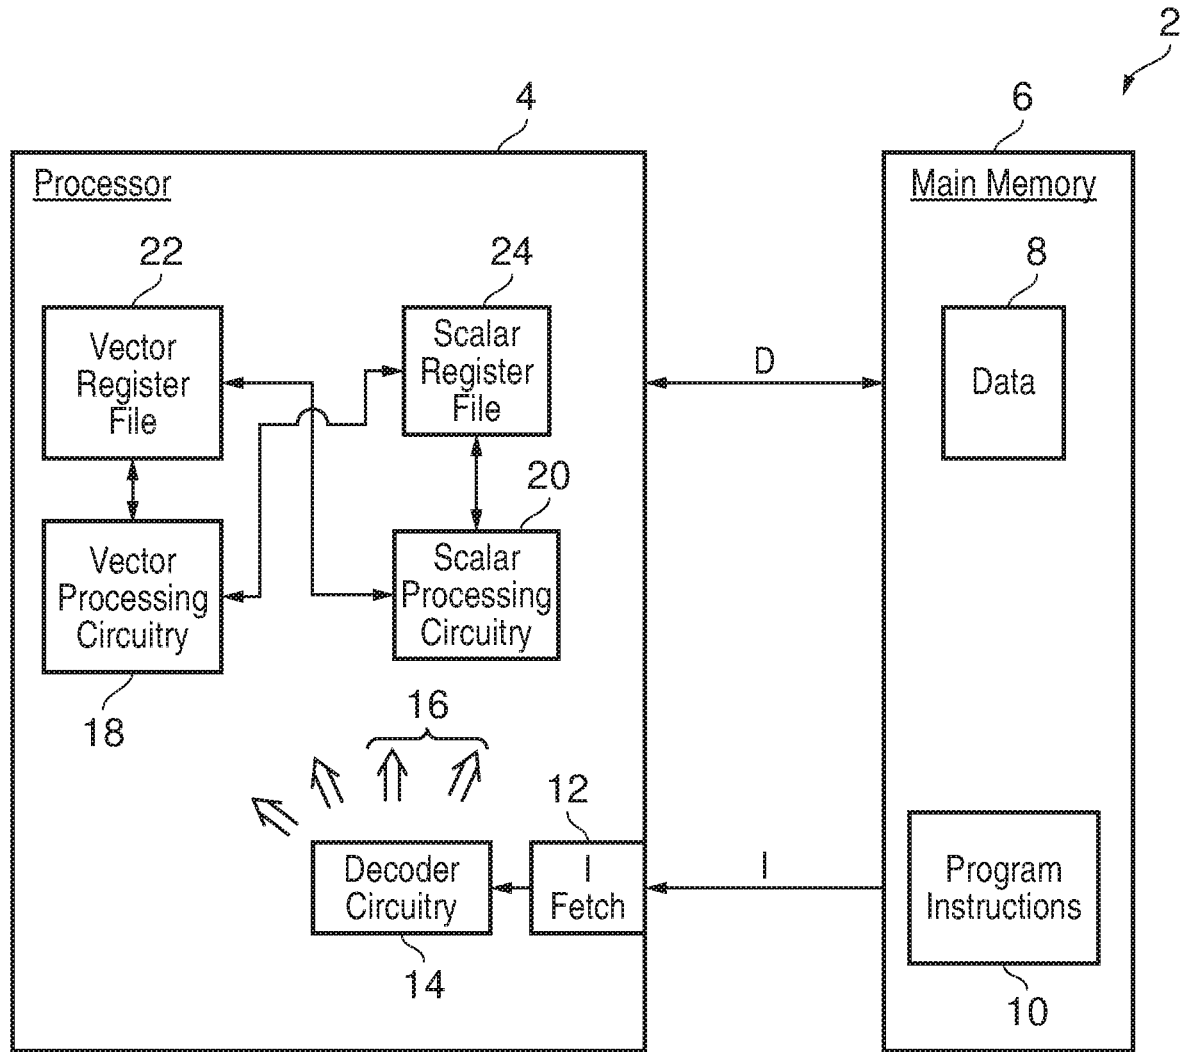 2
4
6
Processor
Main Memory
22
24
8
Vector
Register
File
Scalar
Register
File
D
Data
20
Vector
Processing
Circuitry
Scalar
Processing
Circuitry
18
16
12
Decoder
Circuitry
I
Fetch
I
Program
Instructions
14
10